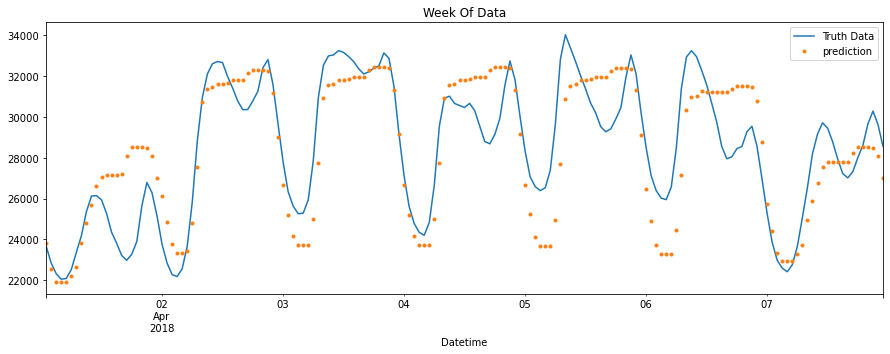 Week Of Data
34000
32000
30000
28000
26000
24000
22000
Truth Data
prediction
02
03
04
05
06
07
Apr
2018
Datetime